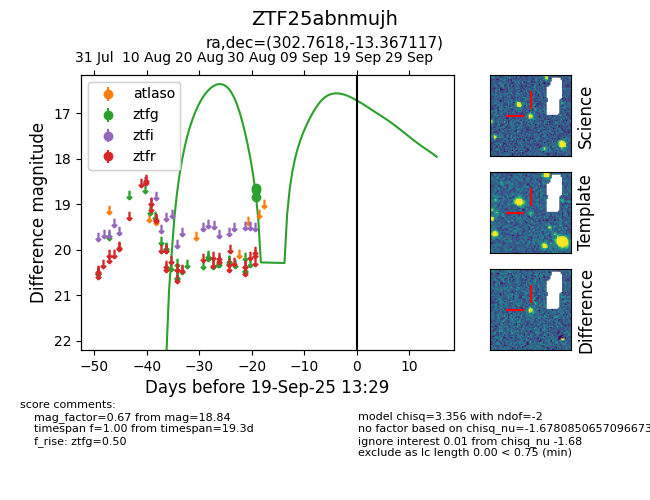 ZTF25abnmujh
ra,dec=(302.7618,-13.367117)
31 Jul 10 Aug 20 Aug 30 Aug 09 Sep 19 Sep 29 Sep
atlaso
ztfg
ztfi
ztfr
17
18
19
20
21
22
Difference magnitude
−50 −40 −30 −20 −10 0 10
Days before 19-Sep-25 13:29
Science
Template
Difference
score comments:
mag_factor=0.67 from mag=18.84
timespan f=1.00 from timespan=19.3d
f_rise: ztfg=0.50
model chisq=3.356 with ndof=-2
no factor based on chisq_nu=-1.6780850657096673
ignore interest 0.01 from chisq_nu -1.68
exclude as lc length 0.00 < 0.75 (min)